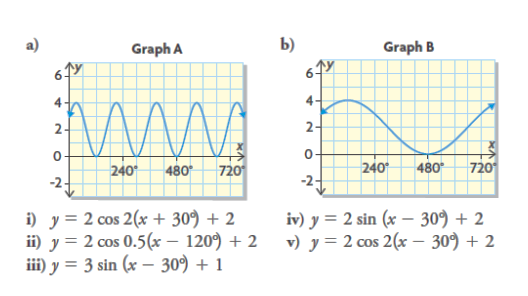 a) Graph A b) Graph B
y y
6 6
4 4
2 2
0 x 0 x
240° 480° 720° 240° 480° 720°
-2 -2
i) y = 2 cos 2(x + 30°) + 2 iv) y = 2 sin (x − 30°) + 2
ii) y = 2 cos 0.5(x − 120°) + 2 v) y = 2 cos 2(x − 30°) + 2
iii) y = 3 sin (x − 30°) + 1